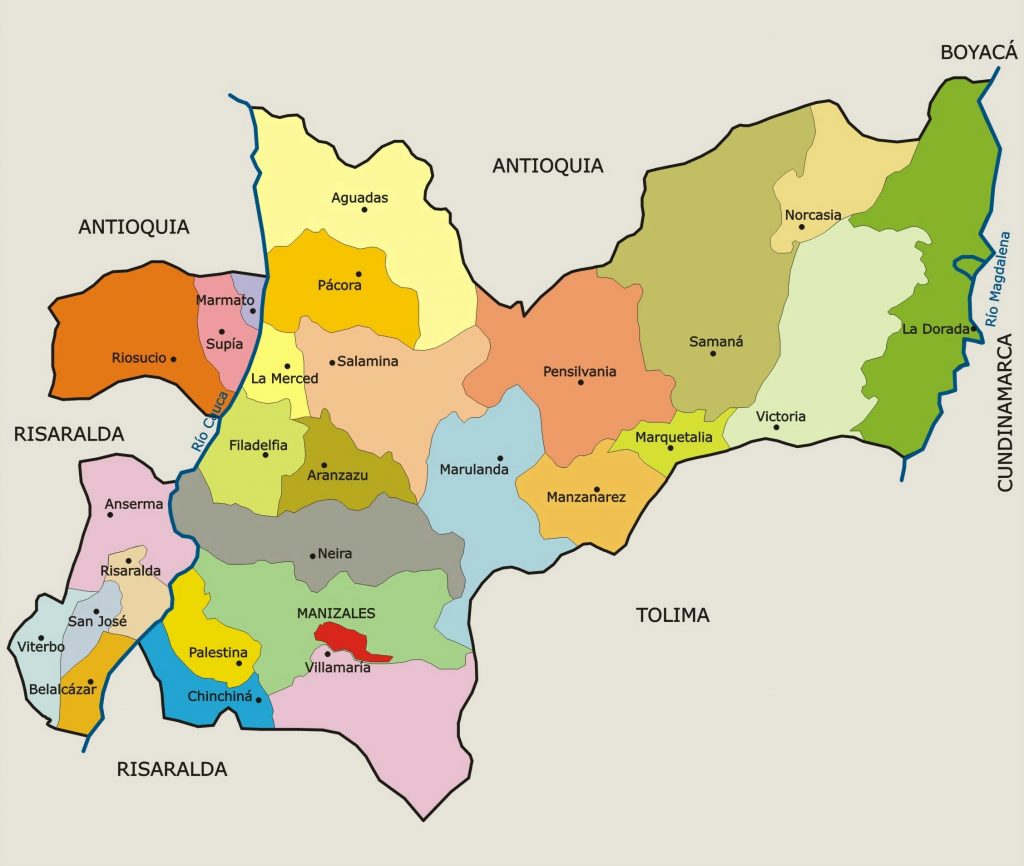 BOYACÁ
ANTIOQUIA
Aguadas
ANTIOQUIA
Norcasia
Río Magdalena
Pácora
Marmato
Supía
La Dorada
Samaná
Riosucio
La Merced
Salamina
Pensilvania
CUNDINAMARCA
Río Cauca
RISARALDA
Victoria
Marquetalia
Filadelfia
Aranzazu
Marulanda
Manzanarez
Anserma
Neira
Risaralda
MANIZALES
TOLIMA
San José
Viterbo
Palestina
Villamaría
Belalcázar
Chinchiná
RISARALDA